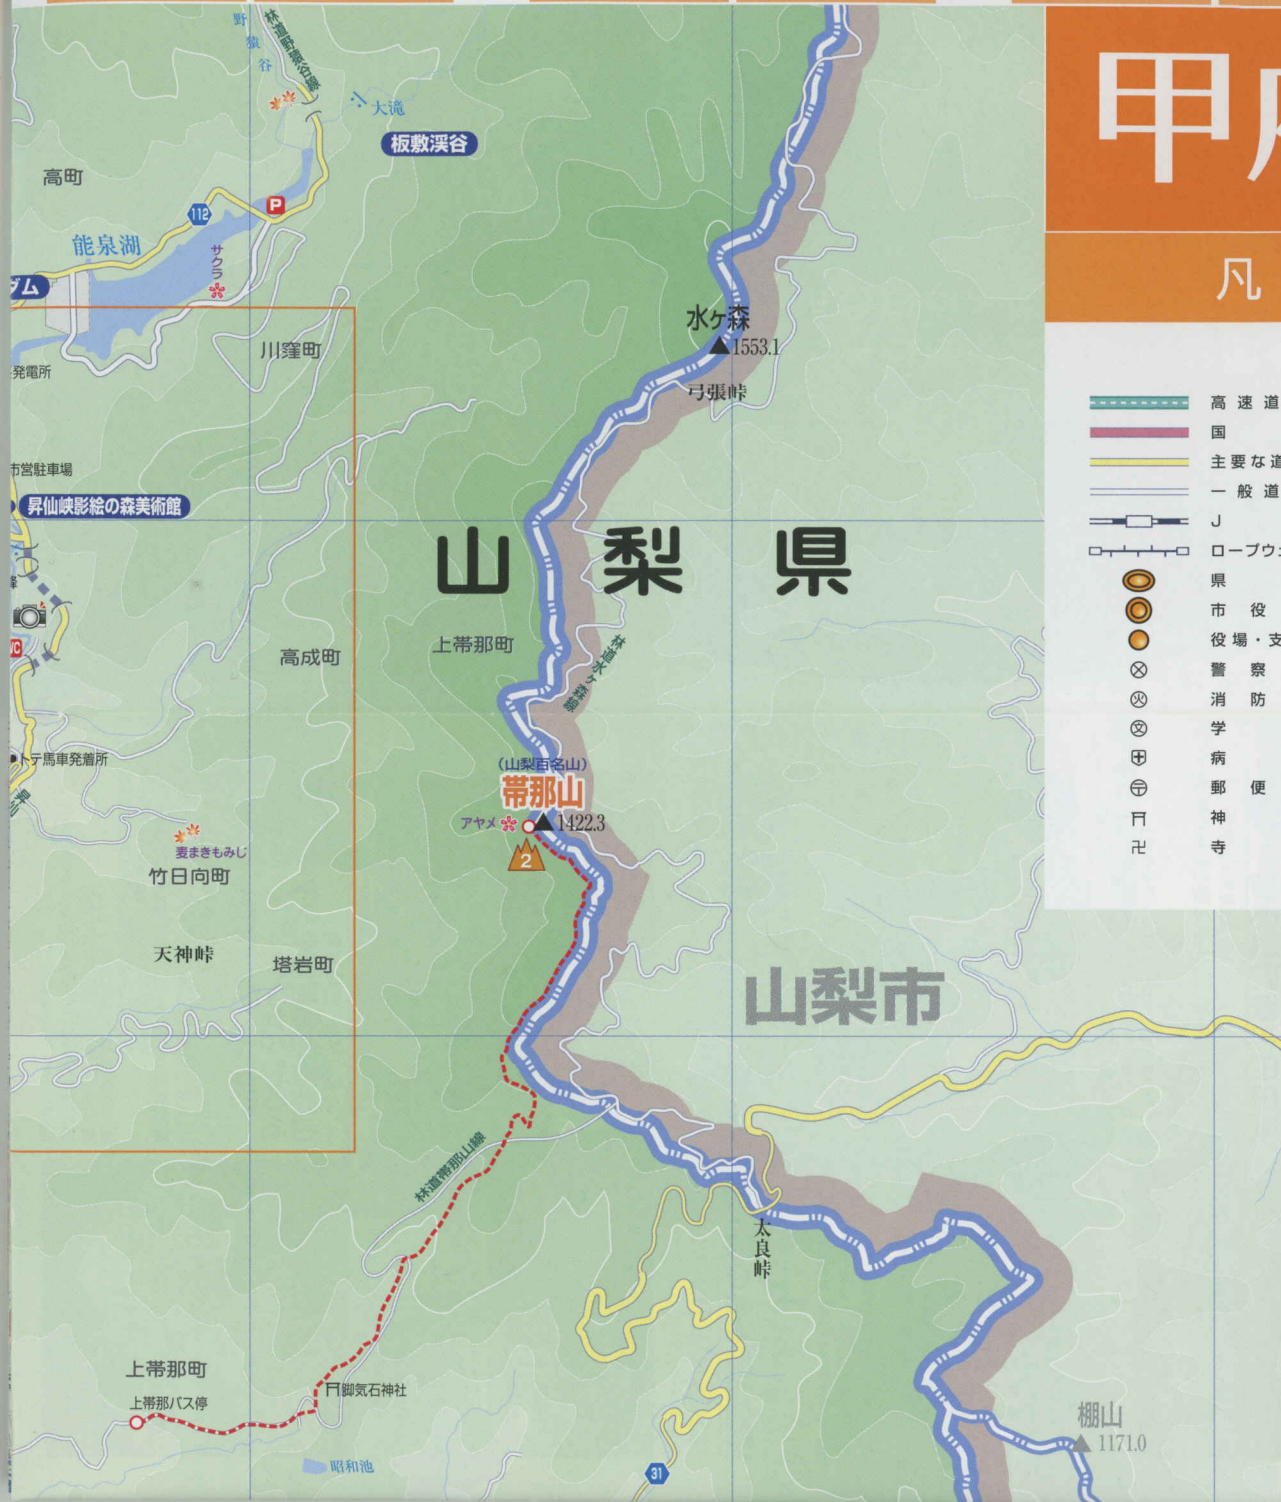 野猿谷
林道野猿谷線
大滝
板敷渓谷
高町
112
P
能泉湖
サクラ
ダム
川窪町
発電所
水ヶ森
1553.1
弓張峠
市営駐車場
昇仙峡影絵の森美術館
山梨県
上帯那町
高成町
林道水ヶ森線
トテ馬車発着所
(山梨百名山)
帯那山
アヤメ
1422.3
2
麦まきもみじ
竹日向町
天神峠
塔岩町
山梨市
林道帯那山線
太良峠
上帯那町
上帯那バス停
脚気石神社
昭和池
31
棚山
1171.0
甲
凡
高速道
国
主要な道
一般道
J
ロープウェ
県
市役
役場・支
警察
消防
学
病
郵便
神
寺